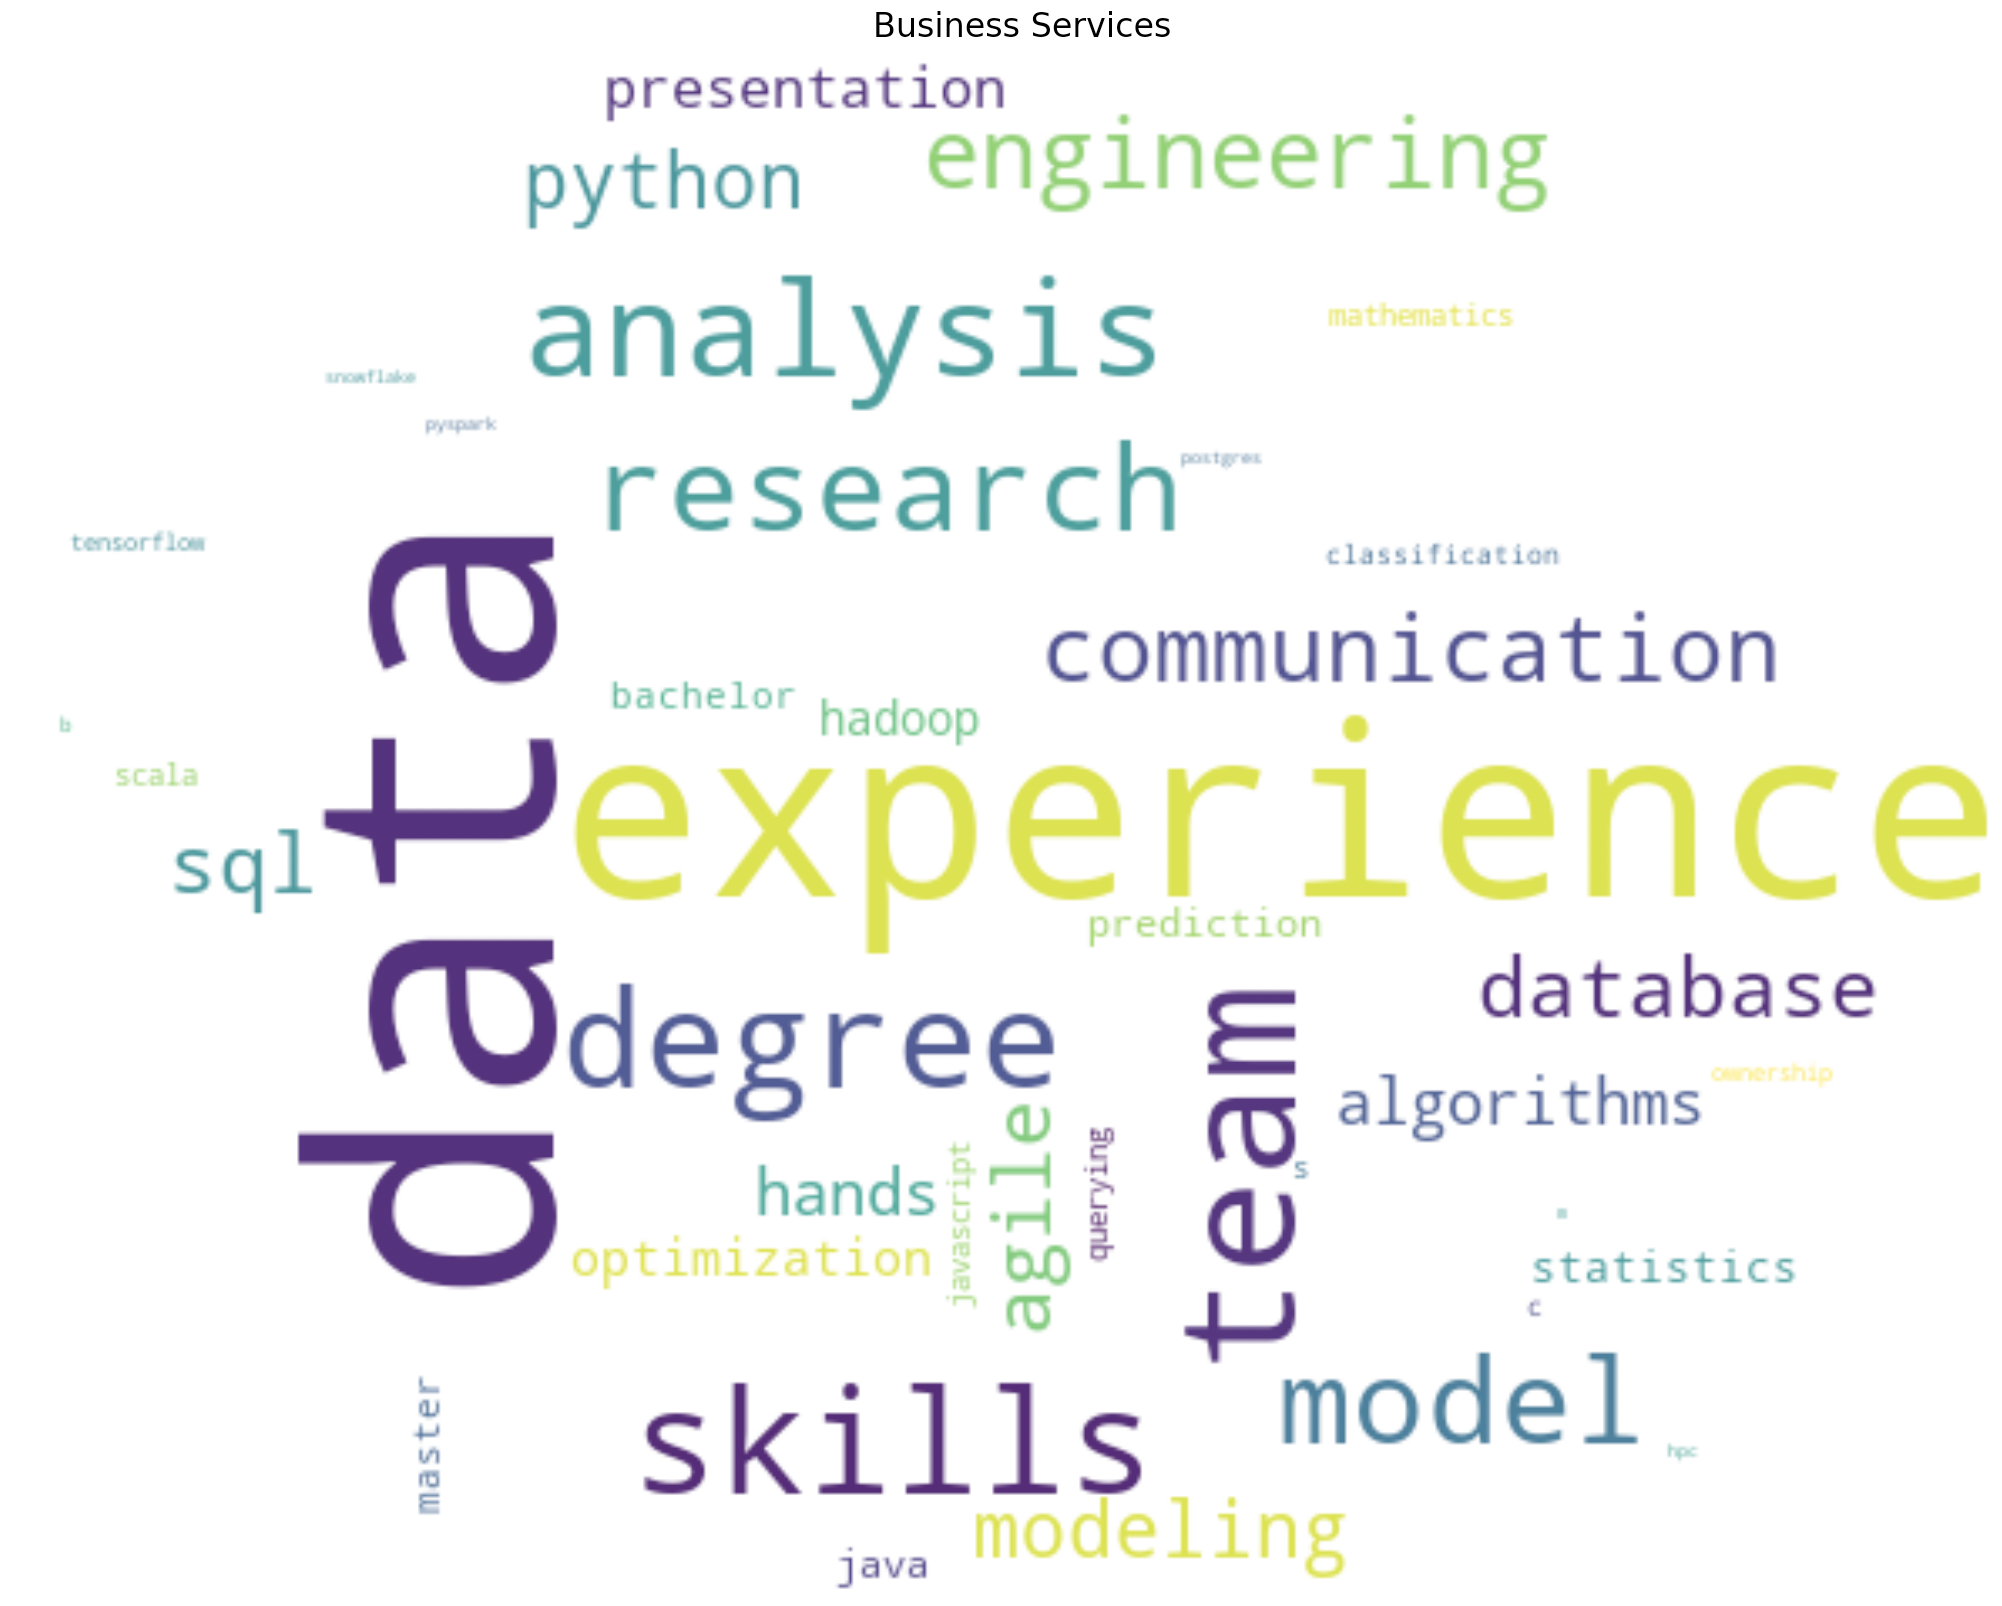 Business Services
presentation
engineering
python
analysis
mathematics
snowflake
pyspark
research
postgres
tensorflow
classification
data
communication
bachelor
hadoop
b
scala
experience
sql
prediction
database
degree
team
ownership
algorithms
agile
querying
javascript
hands
s
optimization
statistics
c
model
master
skills
hpc
modeling
java